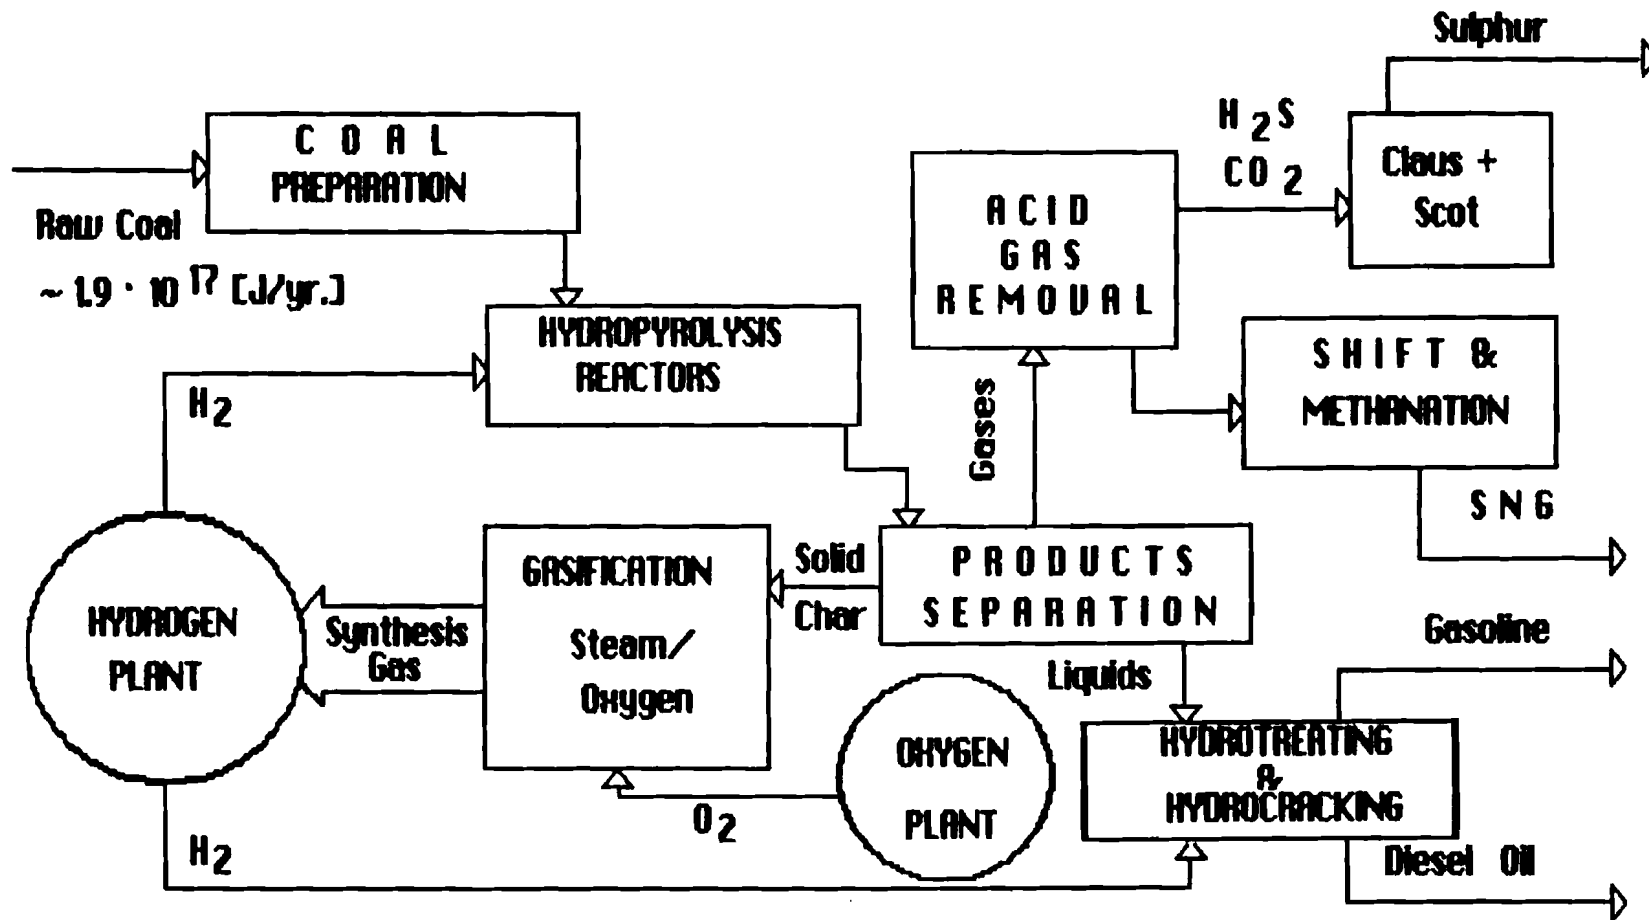 Sulphur
C O A L
PREPARATION
Raw Coal
~ 1.9 · 10 17 [J/yr.]
H2S
CO2
Claus +
Scot
ACID
GAS
REMOVAL
HYDROPYROLYSIS
REACTORS
H2
SHIFT &
METHANATION
Gases
SNG
GASIFICATION
Steam/
Oxygen
Solid
Char
PRODUCTS
SEPARATION
HYDROGEN
PLANT
Synthesis
Gas
Gasoline
Liquids
OXYGEN
PLANT
HYDROTREATING
&
HYDROCRACKING
O2
H2
Diesel Oil